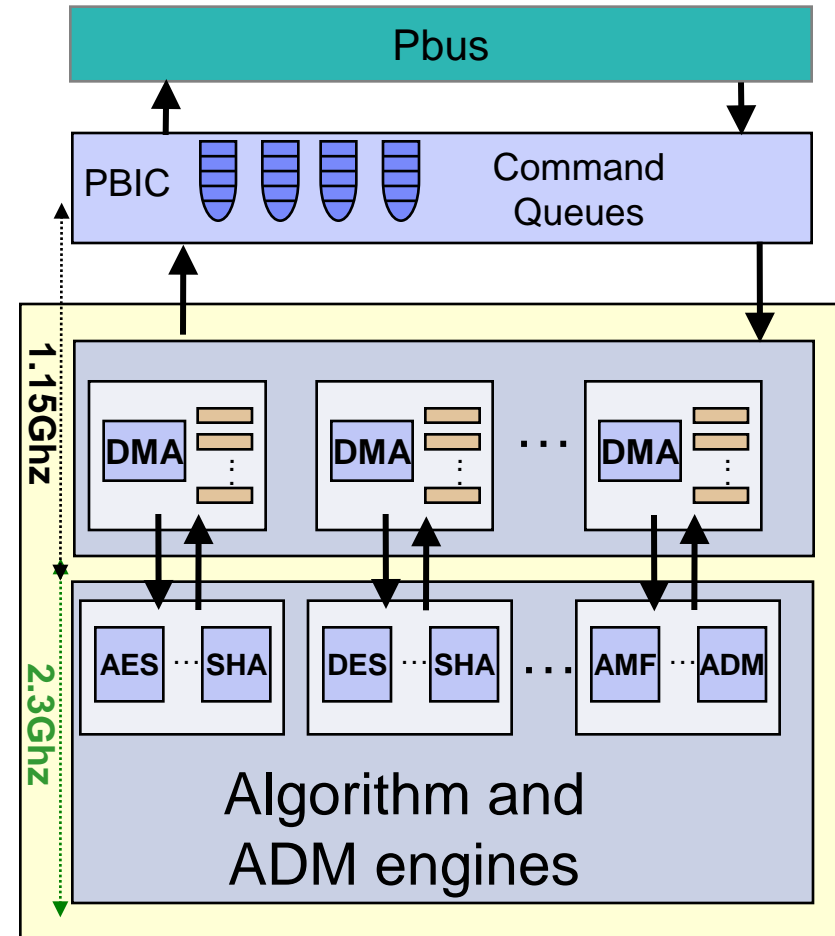 Pbus
PBIC
Command
Queues
1.15Ghz
DMA
DMA
...
DMA
AES ... SHA
DES ... SHA
...
AMF ... ADM
2.3Ghz
Algorithm and
ADM engines